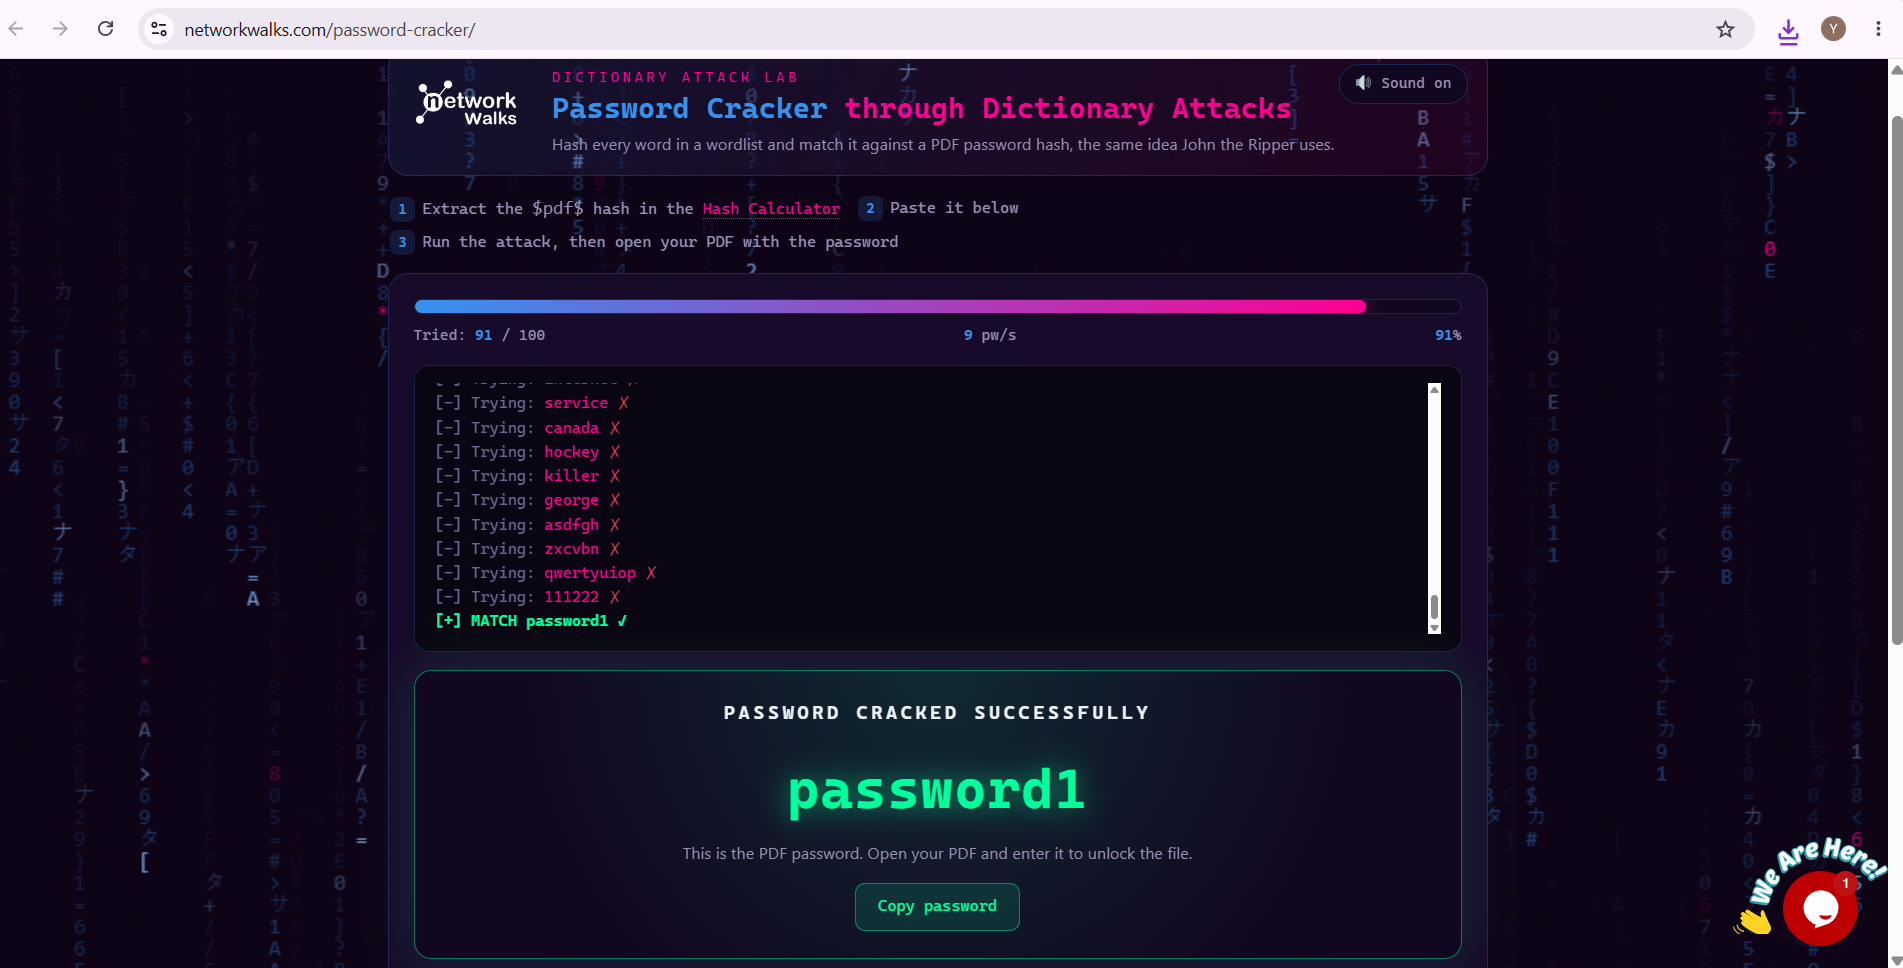 networkwalks.com/password-cracker/
Y
network
walks
DICTIONARY ATTACK LAB
Password Cracker through Dictionary Attacks
Hash every word in a wordlist and match it against a PDF password hash, the same idea John the Ripper uses.
Sound on
1 Extract the $pdf$ hash in the Hash Calculator 2 Paste it below
3 Run the attack, then open your PDF with the password
Tried: 91 / 100 9 pw/s 91%
[-] Trying: service ✗
[-] Trying: canada ✗
[-] Trying: hockey ✗
[-] Trying: killer ✗
[-] Trying: george ✗
[-] Trying: asdfgh ✗
[-] Trying: zxcvbn ✗
[-] Trying: qwertyuiop ✗
[-] Trying: 111222 ✗
[+] MATCH password1 ✓
PASSWORD CRACKED SUCCESSFULLY
password1
This is the PDF password. Open your PDF and enter it to unlock the file.
Copy password
We Are Here!
1